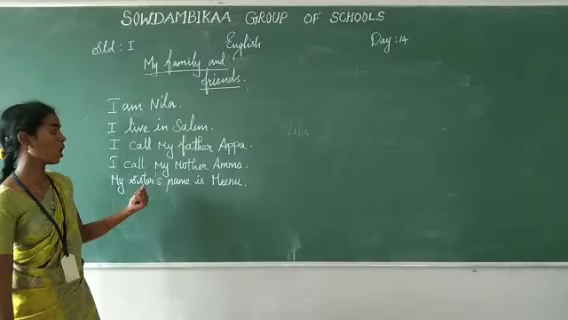 SOWDAMBIKAA GROUP OF SCHOOLS
Std : I English Day : 14
My family and
friends.
I am Nila.
I live in Salem.
I call My father Appa.
I call My Mother Amma.
My sister's name is Meenu.